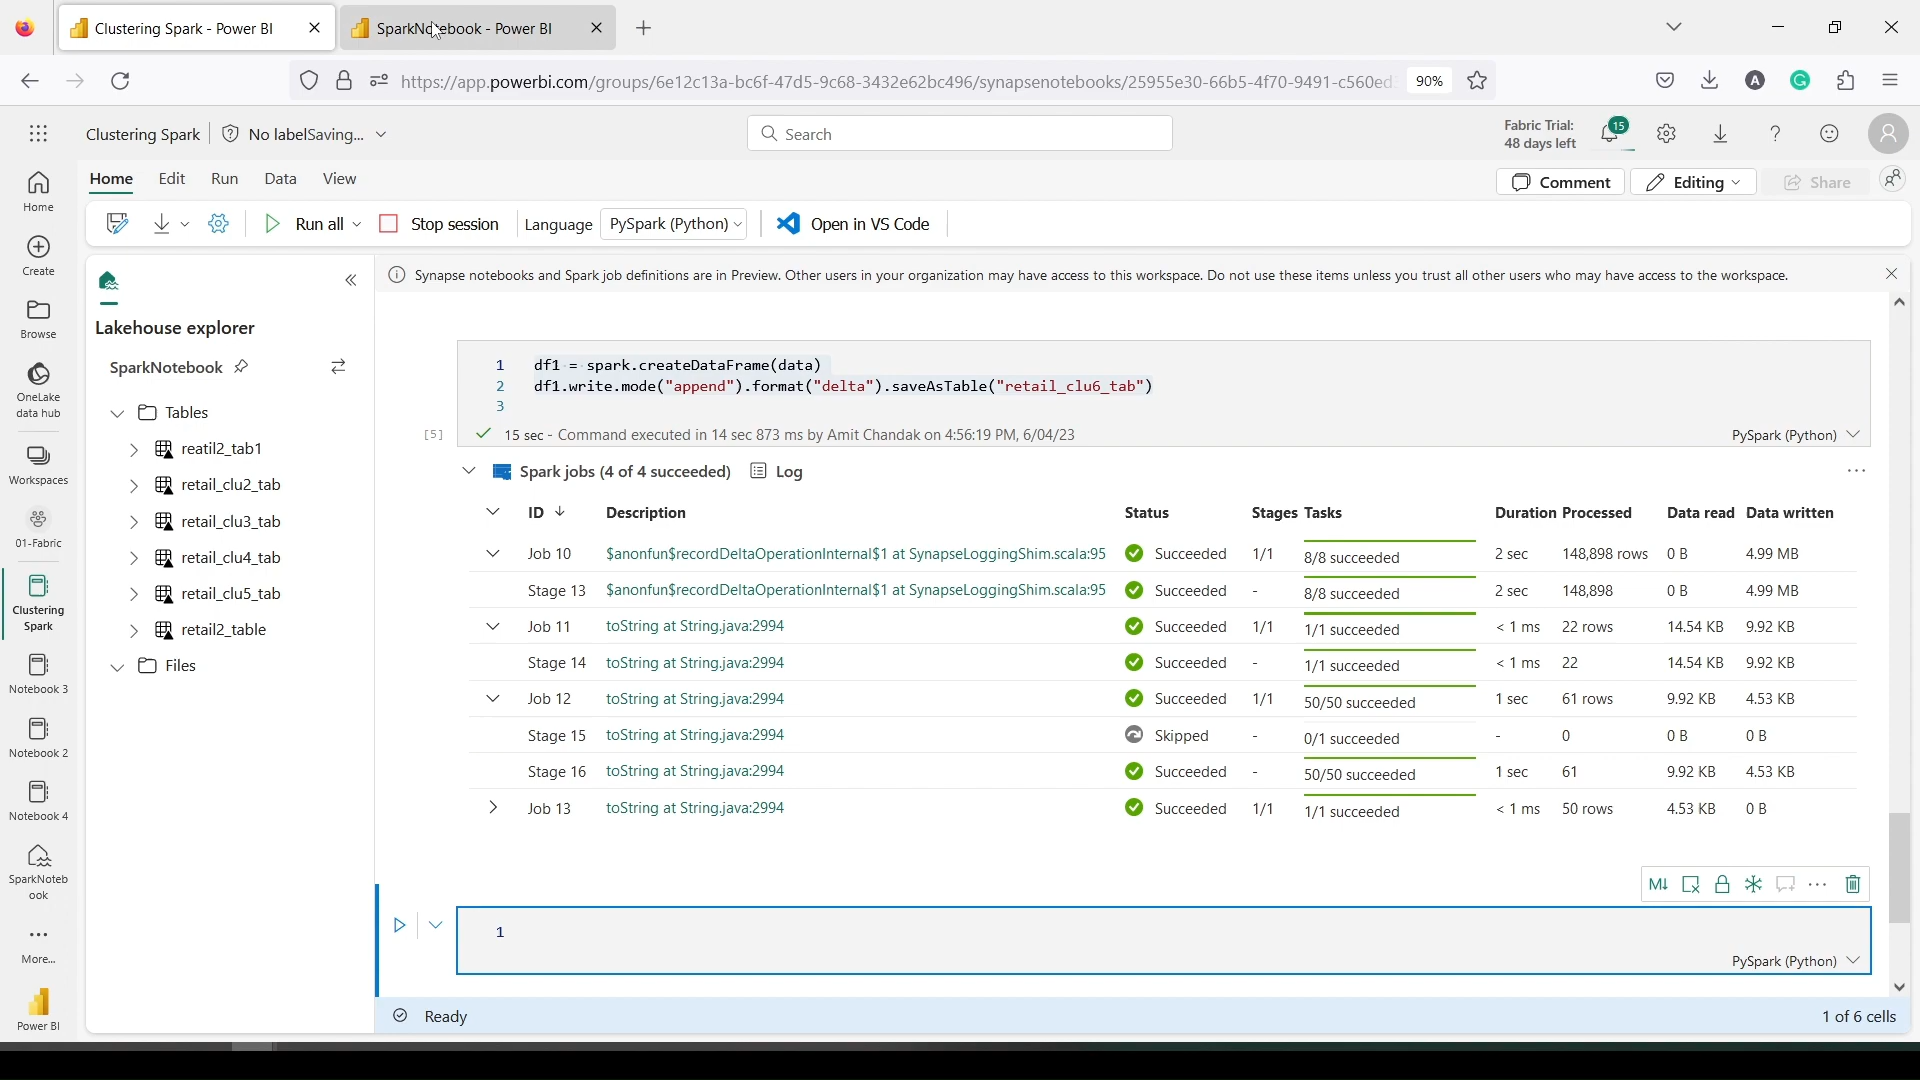 Clustering Spark - Power BI
SparkNotebook - Power BI
https://app.powerbi.com/groups/6e12c13a-bc6f-47d5-9c68-3432e62bc496/synapsenotebooks/25955e30-66b5-4f70-9491-c560ed
90%
A
Clustering Spark
No label
Saving...
Search
Fabric Trial:
48 days left
15
Home
Edit
Run
Data
View
Comment
Editing
Share
Run all
Stop session
Language
PySpark (Python)
Open in VS Code
Home
Create
Browse
OneLake
data hub
Workspaces
01-Fabric
Clustering
Spark
Notebook 3
Notebook 2
Notebook 4
SparkNoteb
ook
More...
Power BI
Lakehouse explorer
SparkNotebook
Tables
reatil2_tab1
retail_clu2_tab
retail_clu3_tab
retail_clu4_tab
retail_clu5_tab
retail2_table
Files
Synapse notebooks and Spark job definitions are in Preview. Other users in your organization may have access to this workspace. Do not use these items unless you trust all other users who may have access to the workspace.
1 df1 = spark.createDataFrame(data)
2 df1.write.mode("append").format("delta").saveAsTable("retail_clu6_tab")
3
[5] 15 sec - Command executed in 14 sec 873 ms by Amit Chandak on 4:56:19 PM, 6/04/23 PySpark (Python)
Spark jobs (4 of 4 succeeded) Log
ID Description Status Stages Tasks Duration Processed Data read Data written
Job 10 $anonfun$recordDeltaOperationInternal$1 at SynapseLoggingShim.scala:95 Succeeded 1/1 8/8 succeeded 2 sec 148,898 rows 0 B 4.99 MB
Stage 13 $anonfun$recordDeltaOperationInternal$1 at SynapseLoggingShim.scala:95 Succeeded - 8/8 succeeded 2 sec 148,898 0 B 4.99 MB
Job 11 toString at String.java:2994 Succeeded 1/1 1/1 succeeded < 1 ms 22 rows 14.54 KB 9.92 KB
Stage 14 toString at String.java:2994 Succeeded - 1/1 succeeded < 1 ms 22 14.54 KB 9.92 KB
Job 12 toString at String.java:2994 Succeeded 1/1 50/50 succeeded 1 sec 61 rows 9.92 KB 4.53 KB
Stage 15 toString at String.java:2994 Skipped - 0/1 succeeded - 0 0 B 0 B
Stage 16 toString at String.java:2994 Succeeded - 50/50 succeeded 1 sec 61 9.92 KB 4.53 KB
Job 13 toString at String.java:2994 Succeeded 1/1 1/1 succeeded < 1 ms 50 rows 4.53 KB 0 B
M↓
1
PySpark (Python)
Ready
1 of 6 cells